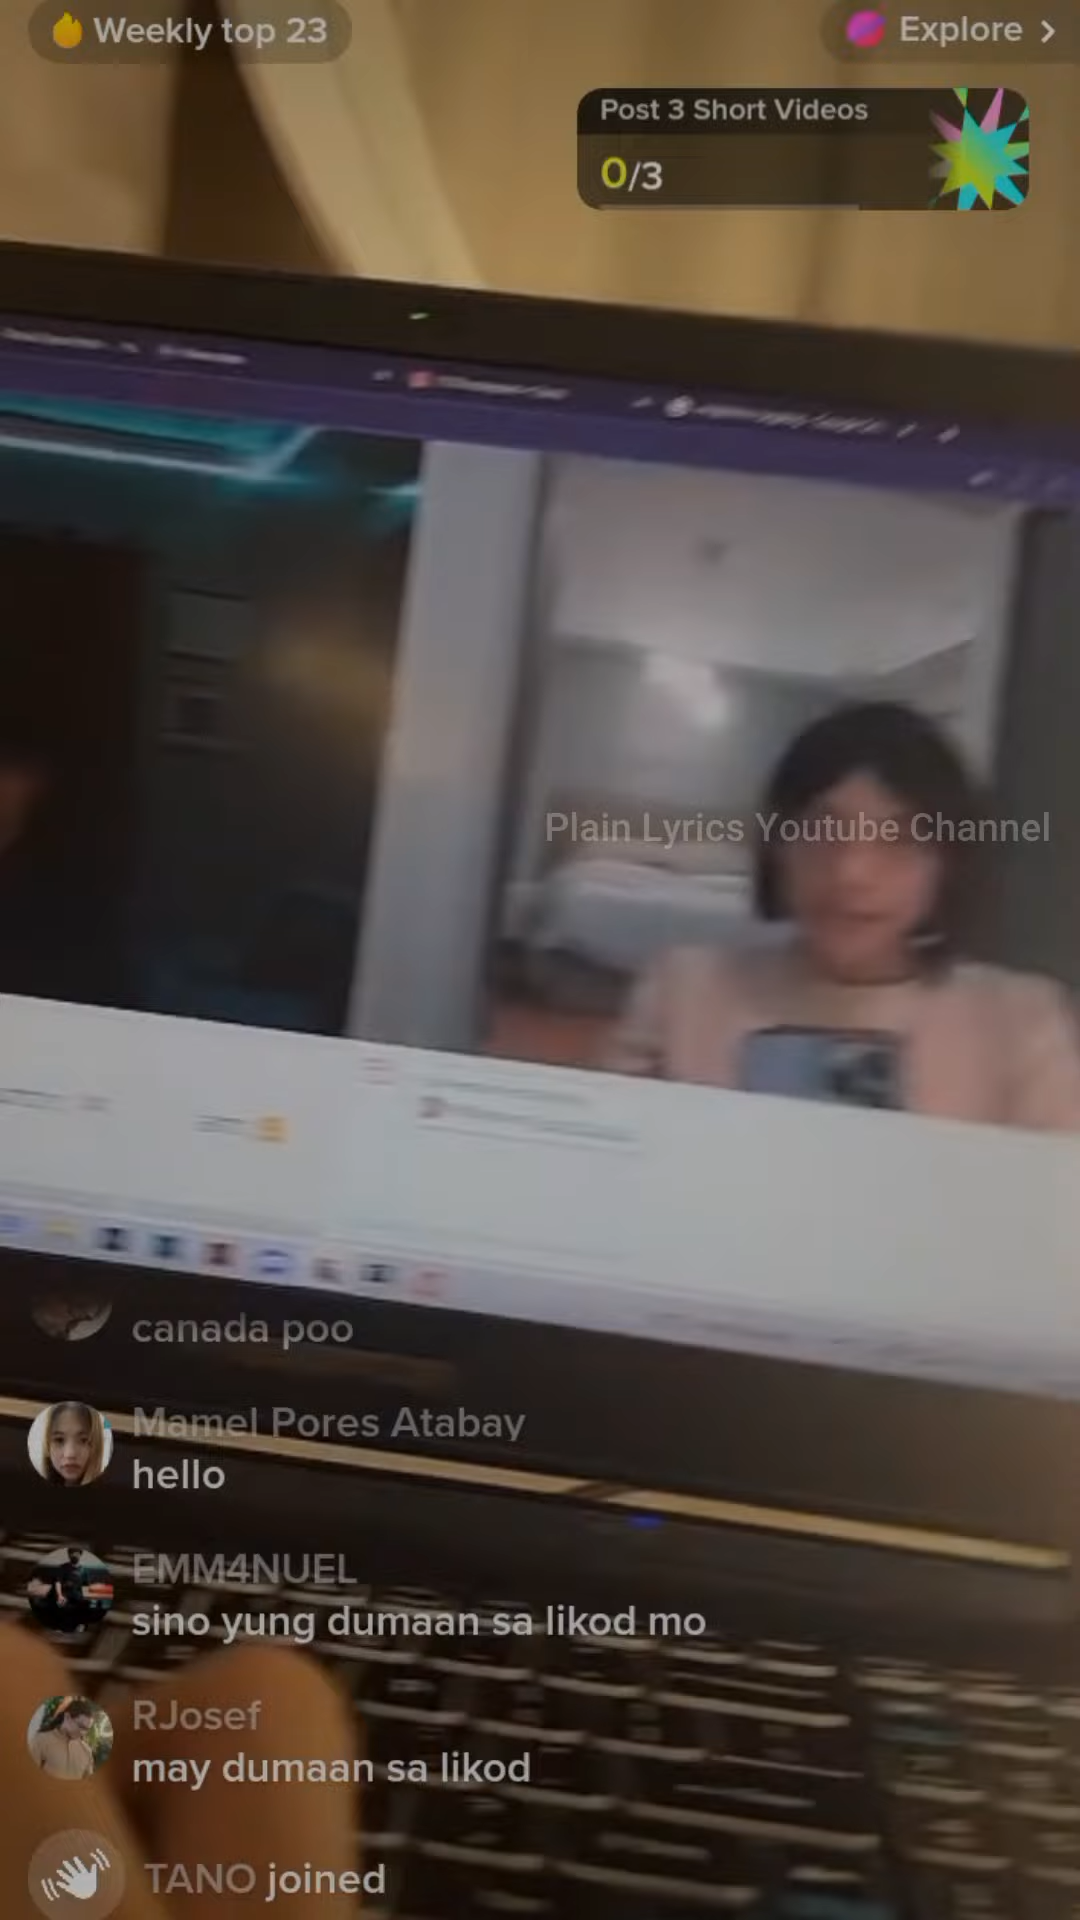 Weekly top 23
Explore >
Post 3 Short Videos
0/3
Plain Lyrics Youtube Channel
canada poo
Mamel Pores Atabay
hello
EMM4NUEL
sino yung dumaan sa likod mo
RJosef
may dumaan sa likod
TANO joined